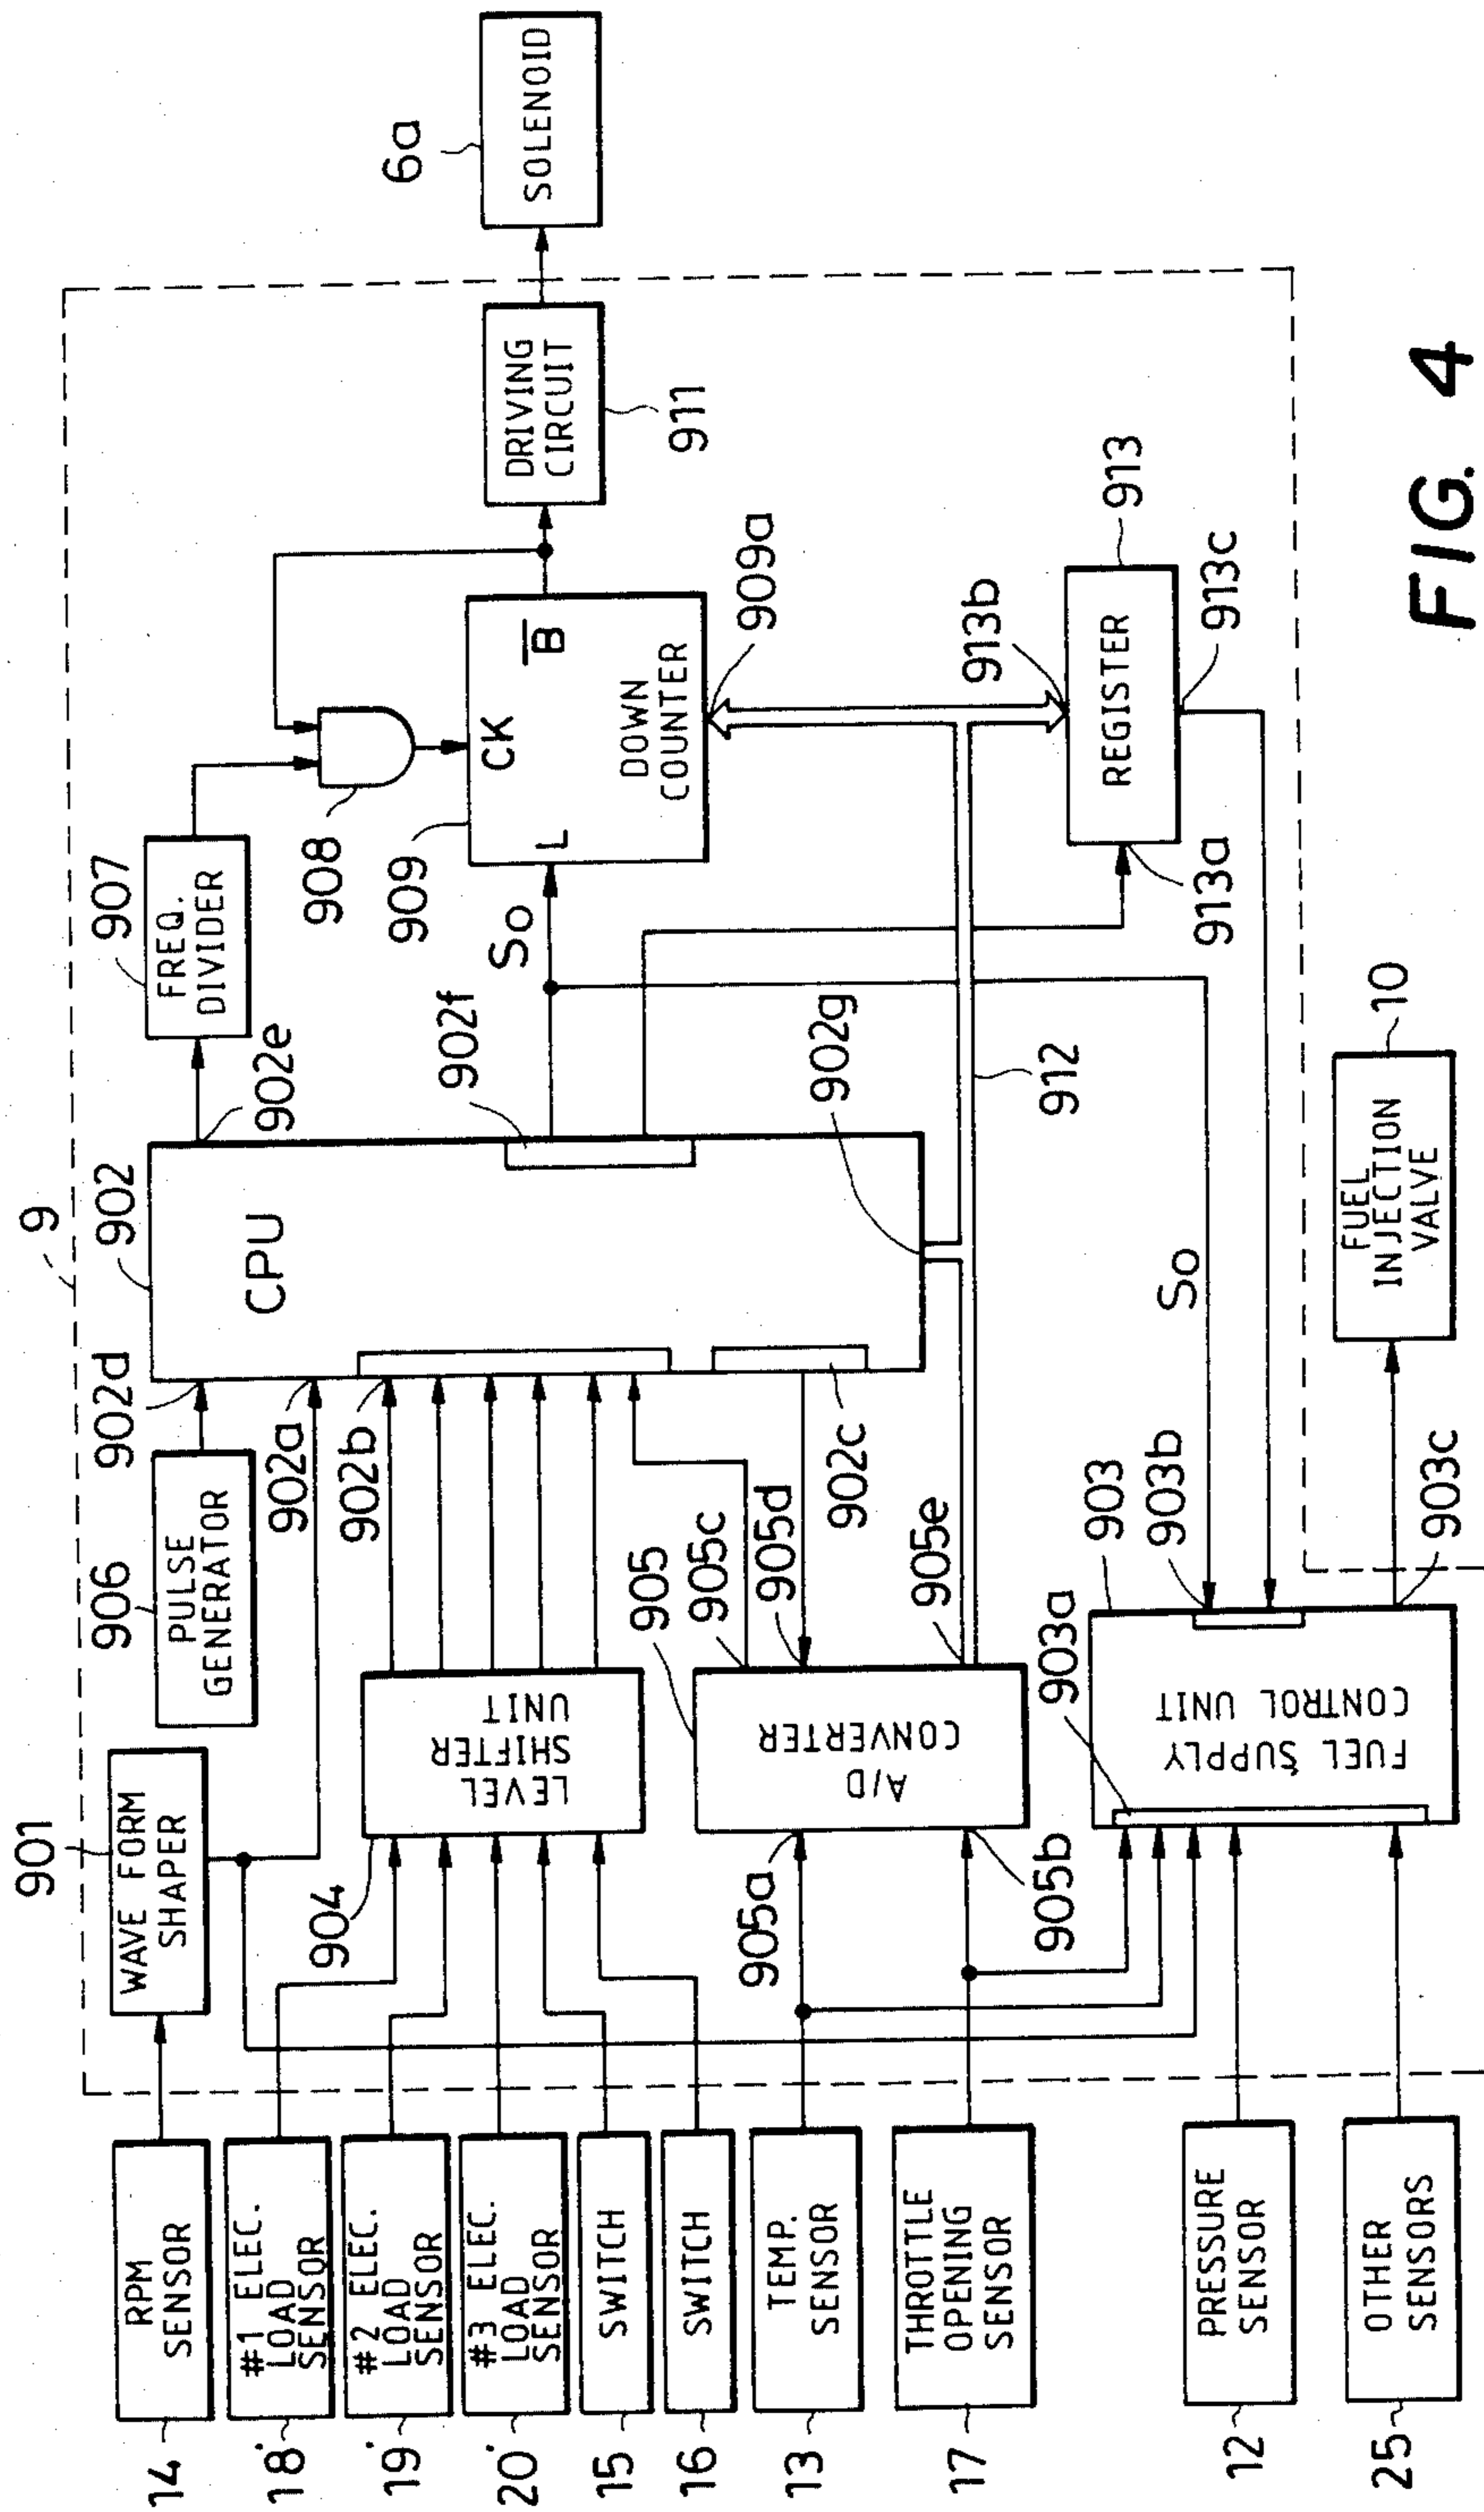 14
RPM
SENSOR
18'
#1 ELEC.
LOAD
SENSOR
19'
#2 ELEC.
LOAD
SENSOR
20'
#3 ELEC.
LOAD
SENSOR
15
SWITCH
16
SWITCH
13
TEMP.
SENSOR
17
THROTTLE
OPENING
SENSOR
12
PRESSURE
SENSOR
25
OTHER
SENSORS
901
WAVE FORM
SHAPER
906
PULSE
GENERATOR
904
LEVEL
SHIFTER
UNIT
905
905a
905b
905c
905d
905e
A/D
CONVERTER
903
903a
903b
903c
FUEL SUPPLY
CONTROL UNIT
9
902
CPU
902d
902a
902b
902c
902e
902f
902g
907
FREQ.
DIVIDER
908
909
So
L
CK
B̅
DOWN
COUNTER
909a
911
DRIVING
CIRCUIT
6a
SOLENOID
912
913
REGISTER
913a
913b
913c
So
10
FUEL
INJECTION
VALVE
FIG. 4